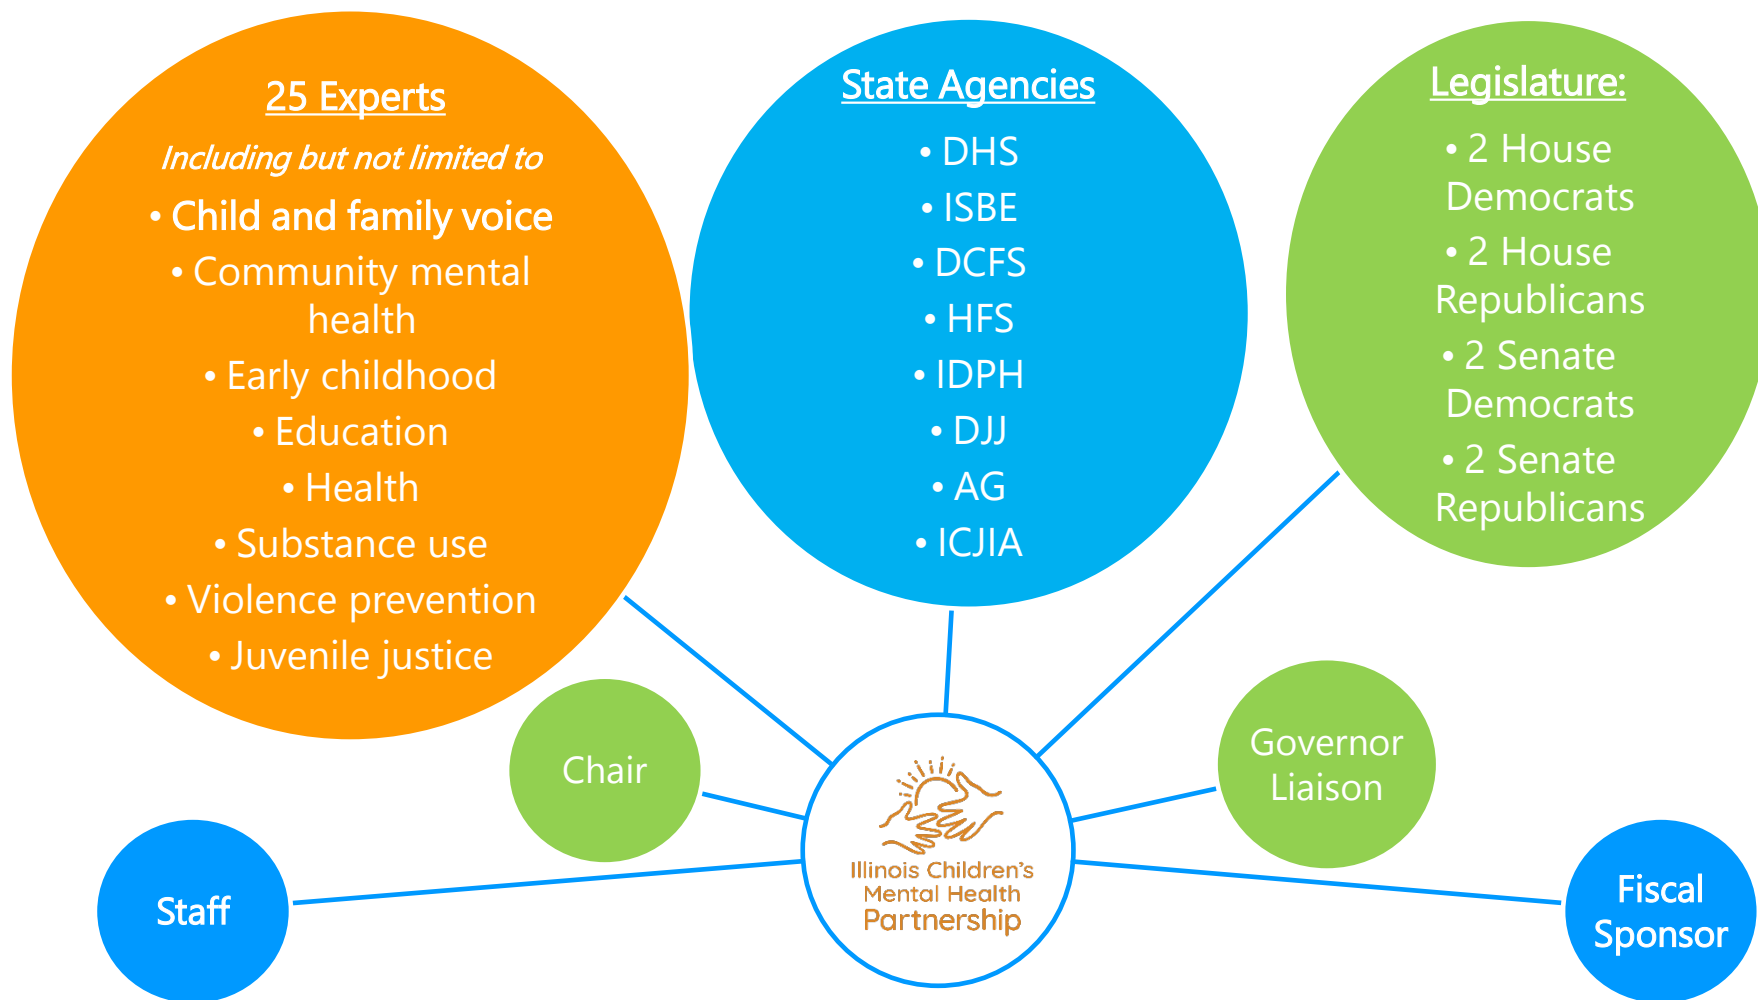 25 Experts
Including but not limited to
• Child and family voice
• Community mental
health
• Early childhood
• Education
• Health
• Substance use
• Violence prevention
• Juvenile justice
State Agencies
• DHS
• ISBE
• DCFS
• HFS
• IDPH
• DJJ
• AG
• ICJIA
Legislature:
• 2 House
Democrats
• 2 House
Republicans
• 2 Senate
Democrats
• 2 Senate
Republicans
Chair
Governor
Liaison
Staff
Illinois Children's
Mental Health
Partnership
Fiscal
Sponsor